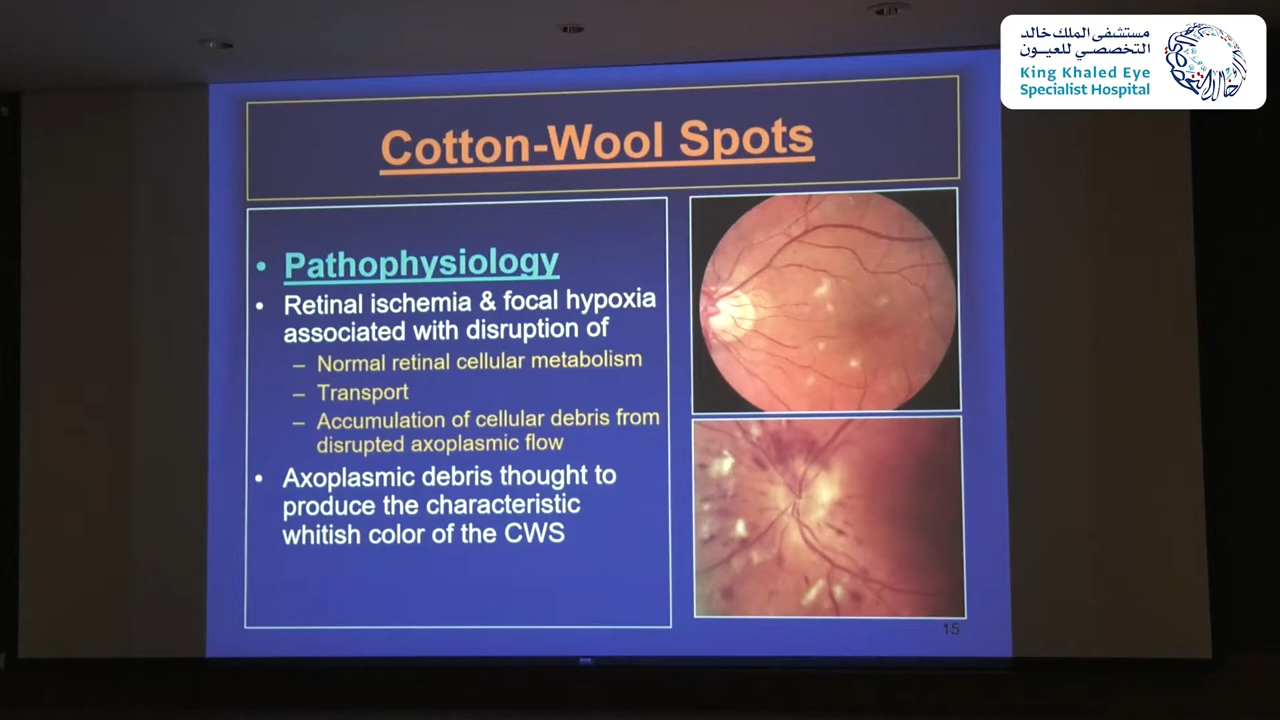 مستشفى الملك خالد
التخصصي للعيون
King Khaled Eye
Specialist Hospital
Cotton-Wool Spots
• Pathophysiology
• Retinal ischemia & focal hypoxia
associated with disruption of
– Normal retinal cellular metabolism
– Transport
– Accumulation of cellular debris from
disrupted axoplasmic flow
• Axoplasmic debris thought to
produce the characteristic
whitish color of the CWS
15